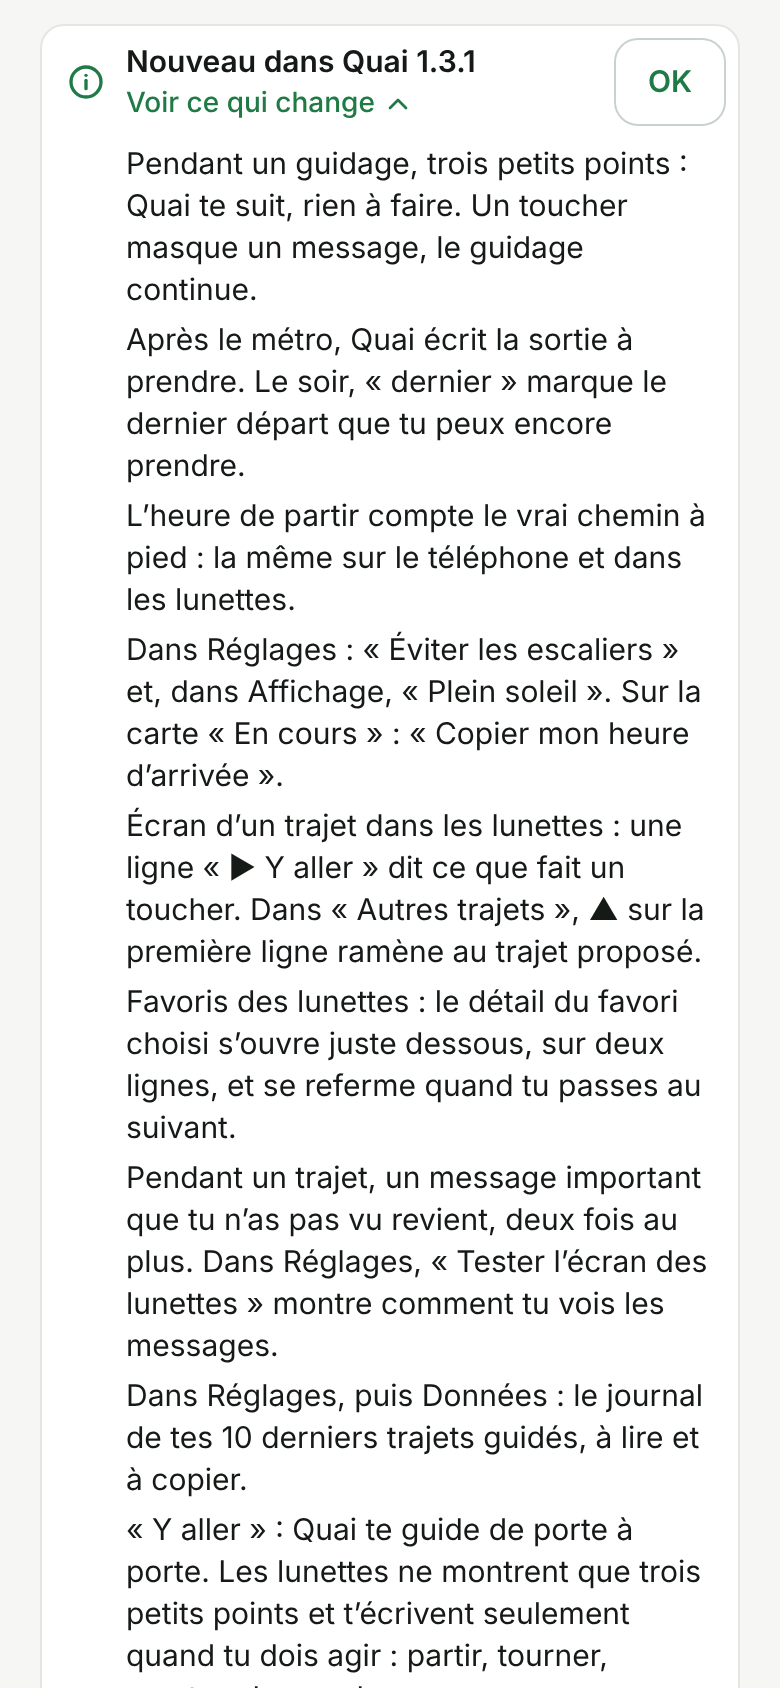 Nouveau dans Quai 1.3.1
OK
Voir ce qui change
Pendant un guidage, trois petits points :
Quai te suit, rien à faire. Un toucher
masque un message, le guidage
continue.
Après le métro, Quai écrit la sortie à
prendre. Le soir, « dernier » marque le
dernier départ que tu peux encore
prendre.
L’heure de partir compte le vrai chemin à
pied : la même sur le téléphone et dans
les lunettes.
Dans Réglages : « Éviter les escaliers »
et, dans Affichage, « Plein soleil ». Sur la
carte « En cours » : « Copier mon heure
d’arrivée ».
Écran d’un trajet dans les lunettes : une
ligne « ▶ Y aller » dit ce que fait un
toucher. Dans « Autres trajets », ▲ sur la
première ligne ramène au trajet proposé.
Favoris des lunettes : le détail du favori
choisi s’ouvre juste dessous, sur deux
lignes, et se referme quand tu passes au
suivant.
Pendant un trajet, un message important
que tu n’as pas vu revient, deux fois au
plus. Dans Réglages, « Tester l’écran des
lunettes » montre comment tu vois les
messages.
Dans Réglages, puis Données : le journal
de tes 10 derniers trajets guidés, à lire et
à copier.
« Y aller » : Quai te guide de porte à
porte. Les lunettes ne montrent que trois
petits points et t’écrivent seulement
quand tu dois agir : partir, tourner,